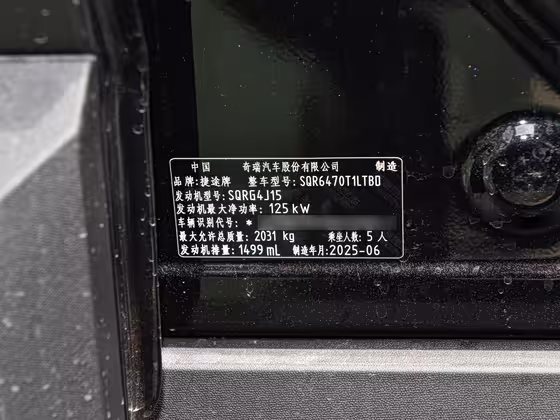 中国 奇瑞汽车股份有限公司 制造
品牌:捷途牌 整车型号:SQR6470T1LTBD
发动机型号:SQRG4J15
发动机最大净功率: 125 kW
车辆识别代号: *
最大允许总质量: 2031 kg 乘坐人数: 5 人
发动机排量: 1499 mL 制造年月:2025-06